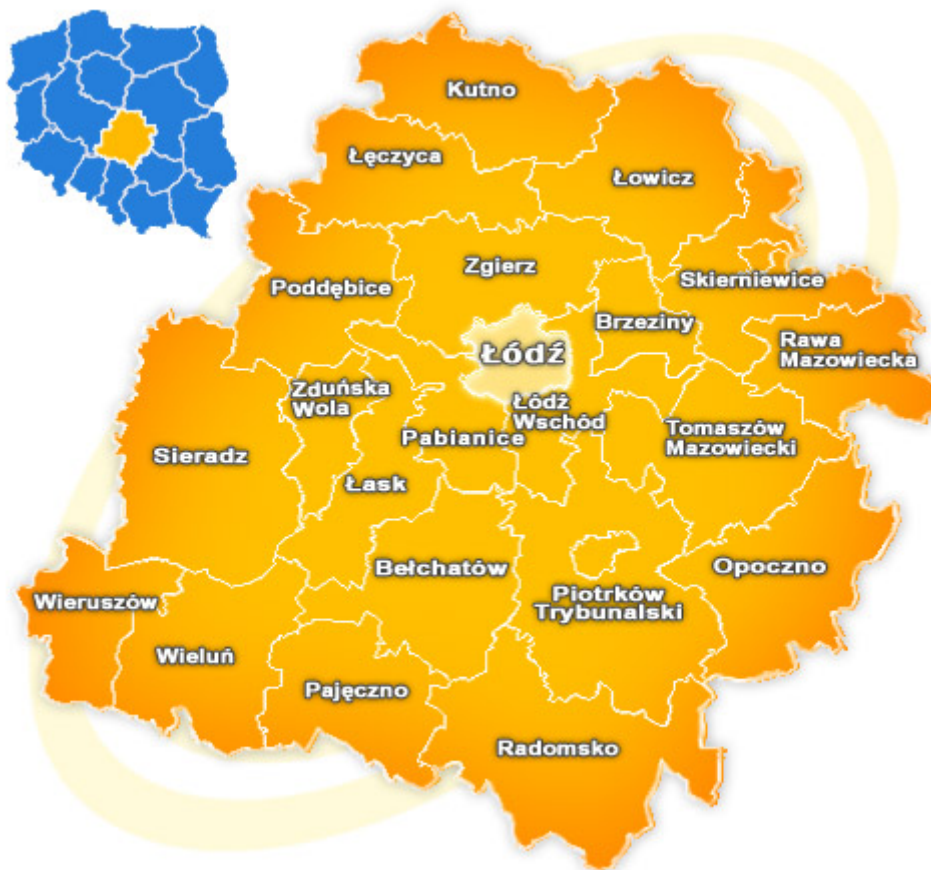 Kutno
Łęczyca
Łowicz
Zgierz
Skierniewice
Poddębice
Brzeziny
Rawa
Mazowiecka
Łódź
Zduńska
Wola
Łódź
Wschód
Pabianice
Tomaszów
Mazowiecki
Sieradz
Łask
Bełchatów
Opoczno
Piotrków
Trybunalski
Wieruszów
Wieluń
Pajęczno
Radomsko